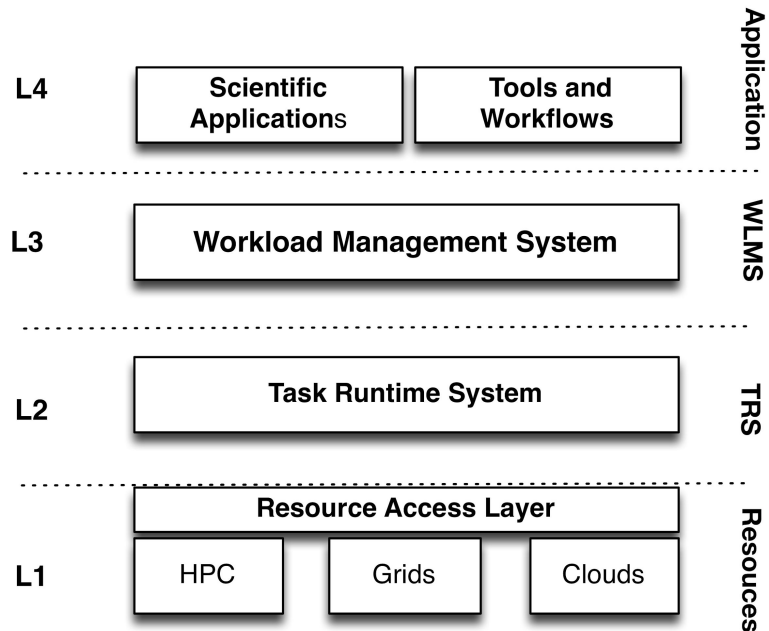 Application
L4
Scientific
Applications
Tools and
Workflows
L3
Workload Management System
WLMS
L2
Task Runtime System
TRS
Resource Access Layer
L1
HPC
Grids
Clouds
Resouces